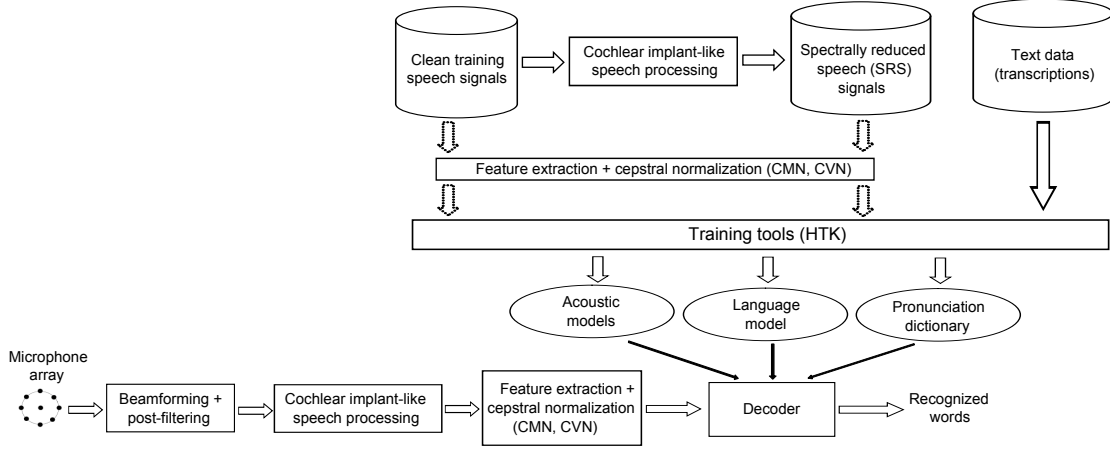 Clean training
speech signals
Cochlear implant-like
speech processing
Spectrally reduced
speech (SRS)
signals
Text data
(transcriptions)
Feature extraction + cepstral normalization (CMN, CVN)
Training tools (HTK)
Acoustic
models
Language
model
Pronunciation
dictionary
Microphone
array
Beamforming +
post-filtering
Cochlear implant-like
speech processing
Feature extraction +
cepstral normalization
(CMN, CVN)
Decoder
Recognized
words